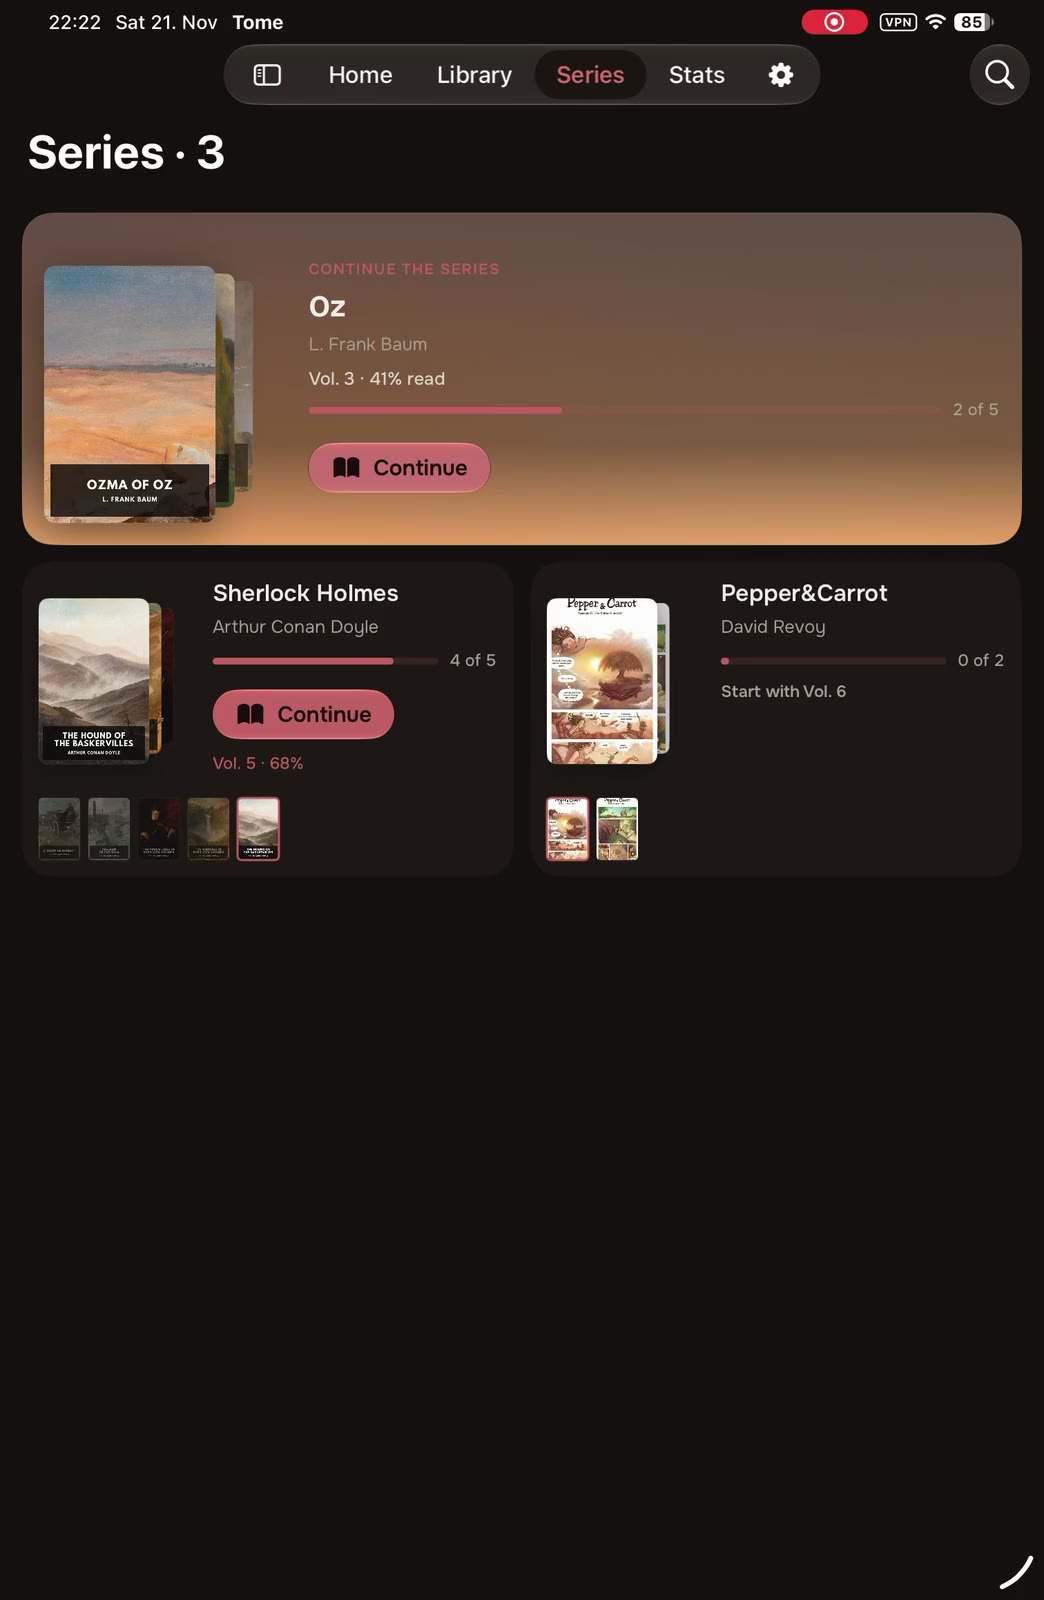 22:22 Sat 21. Nov Tome
VPN
85
Home Library Series Stats
Series · 3
CONTINUE THE SERIES
Oz
L. Frank Baum
Vol. 3 · 41% read
2 of 5
Continue
OZMA OF OZ
L. FRANK BAUM
Sherlock Holmes
Arthur Conan Doyle
4 of 5
Continue
Vol. 5 · 68%
THE HOUND OF
THE BASKERVILLES
ARTHUR CONAN DOYLE
Pepper&Carrot
David Revoy
0 of 2
Start with Vol. 6
Pepper & Carrot